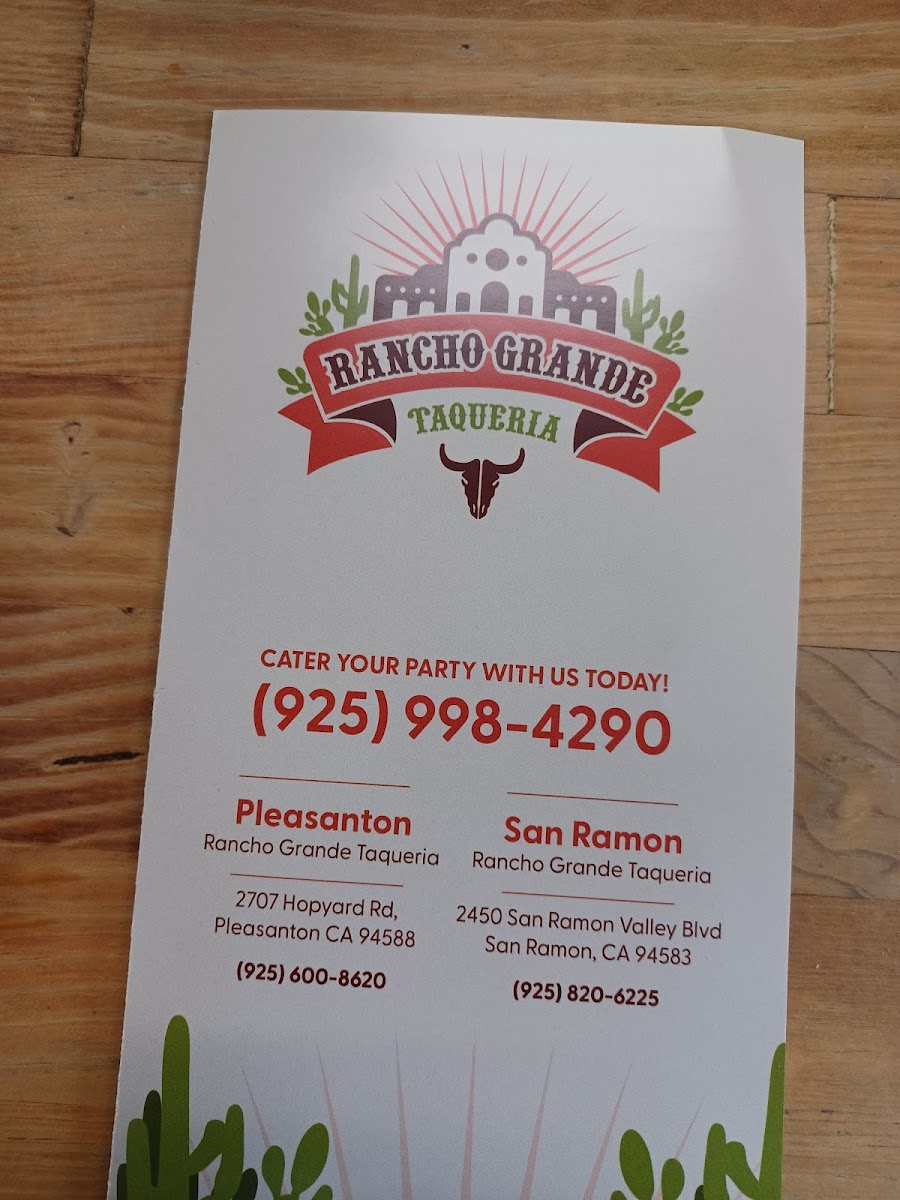 RANCHO GRANDE
TAQUERIA
CATER YOUR PARTY WITH US TODAY!
(925) 998-4290
Pleasanton
Rancho Grande Taqueria
2707 Hopyard Rd,
Pleasanton CA 94588
(925) 600-8620
San Ramon
Rancho Grande Taqueria
2450 San Ramon Valley Blvd
San Ramon, CA 94583
(925) 820-6225